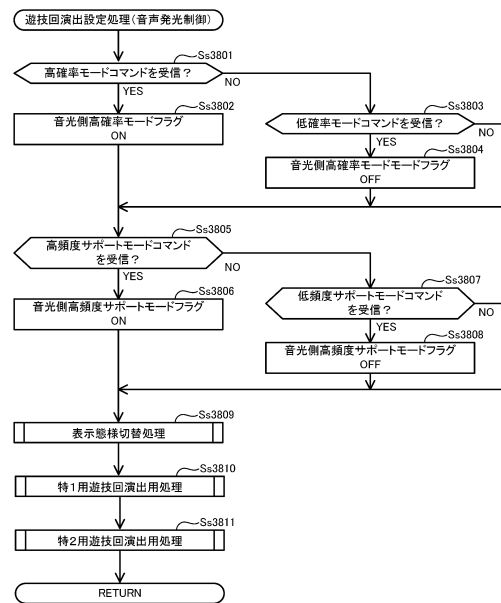 遊技回演出設定処理(音声発光制御)
Ss3801
高確率モードコマンドを受信?
NO
YES
Ss3802
音光側高確率モードフラグ
ON
Ss3803
低確率モードコマンドを受信?
NO
YES
Ss3804
音光側高確率モードモードフラグ
OFF
Ss3805
高頻度サポートモードコマンド
を受信?
NO
YES
Ss3806
音光側高頻度サポートモードフラグ
ON
Ss3807
低頻度サポートモードコマンド
を受信?
NO
YES
Ss3808
音光側高頻度サポートモードフラグ
OFF
Ss3809
表示態様切替処理
Ss3810
特1用遊技回演出用処理
Ss3811
特2用遊技回演出用処理
RETURN